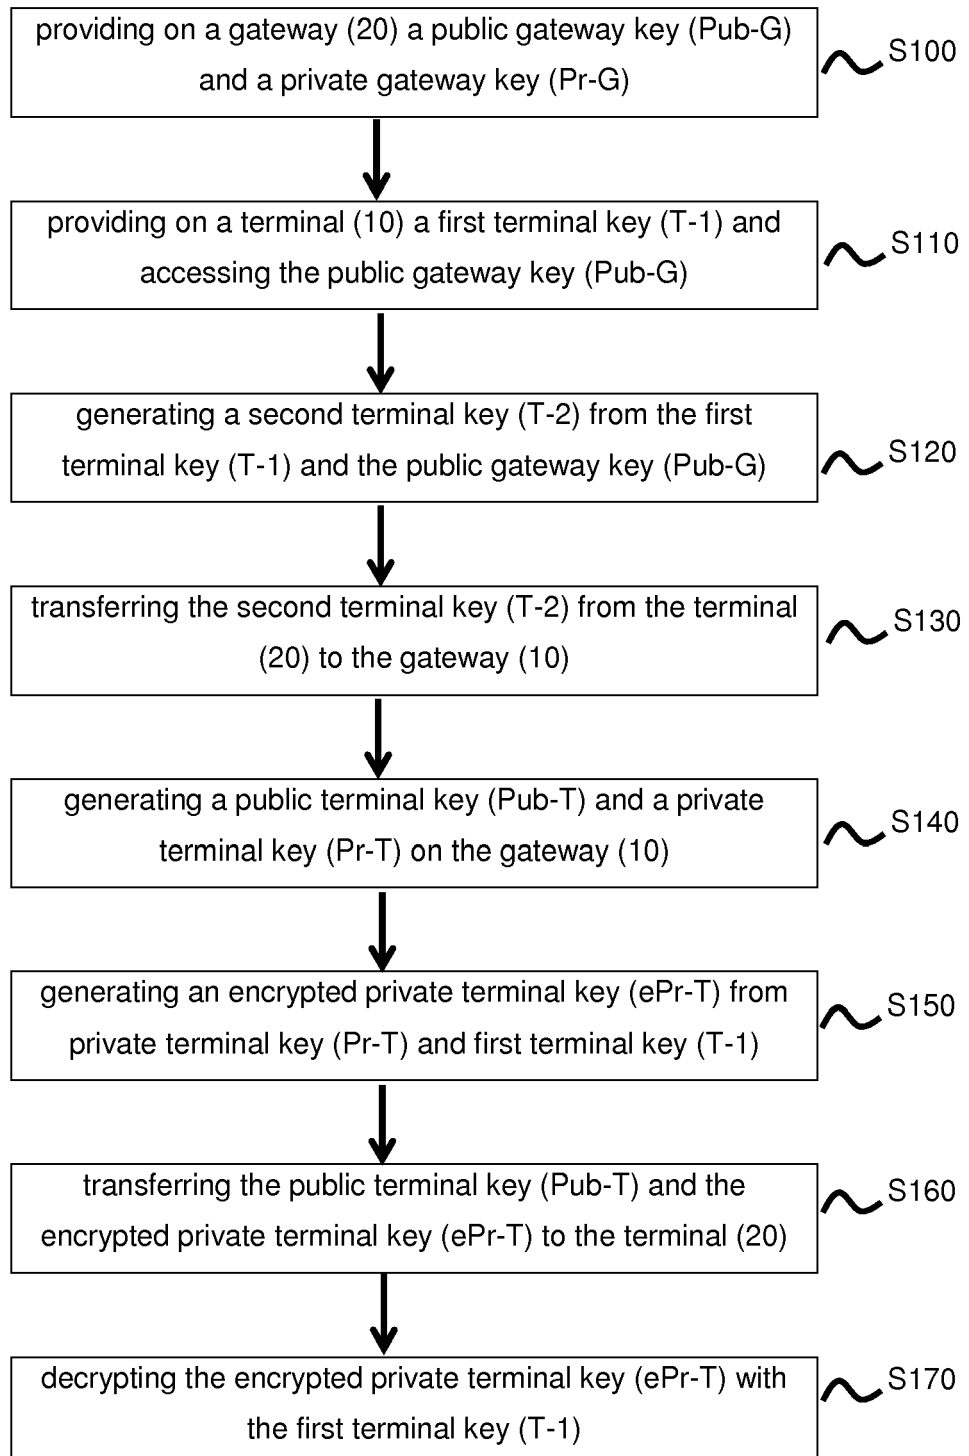 providing on a gateway (20) a public gateway key (Pub-G)
and a private gateway key (Pr-G)
S100
providing on a terminal (10) a first terminal key (T-1) and
accessing the public gateway key (Pub-G)
S110
generating a second terminal key (T-2) from the first
terminal key (T-1) and the public gateway key (Pub-G)
S120
transferring the second terminal key (T-2) from the terminal
(20) to the gateway (10)
S130
generating a public terminal key (Pub-T) and a private
terminal key (Pr-T) on the gateway (10)
S140
generating an encrypted private terminal key (ePr-T) from
private terminal key (Pr-T) and first terminal key (T-1)
S150
transferring the public terminal key (Pub-T) and the
encrypted private terminal key (ePr-T) to the terminal (20)
S160
decrypting the encrypted private terminal key (ePr-T) with
the first terminal key (T-1)
S170